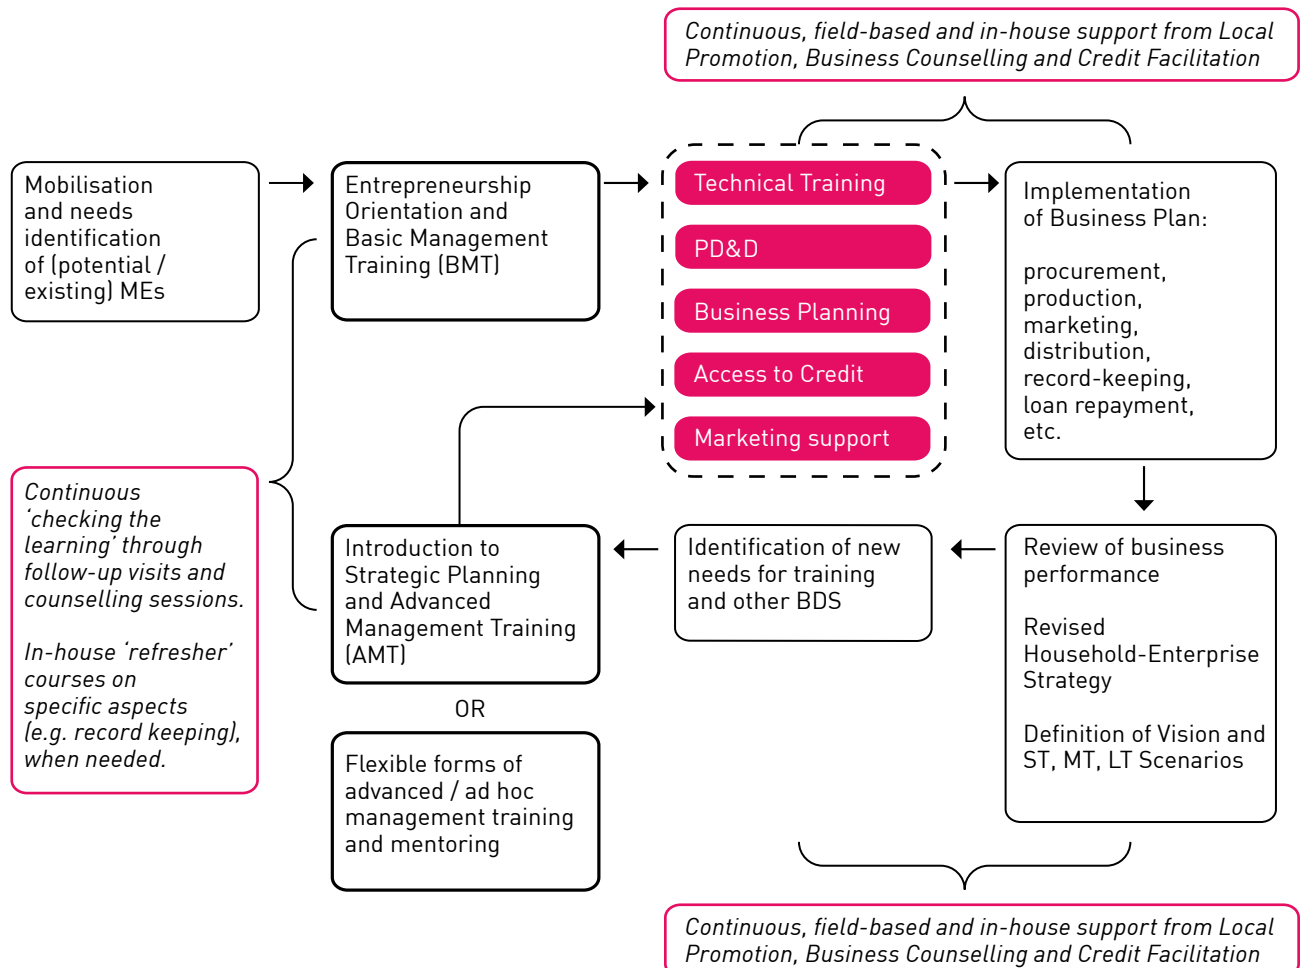 Continuous, field-based and in-house support from Local
Promotion, Business Counselling and Credit Facilitation
Mobilisation
and needs
identification
of (potential /
existing) MEs
Entrepreneurship
Orientation and
Basic Management
Training (BMT)
Technical Training
PD&D
Business Planning
Access to Credit
Marketing support
Implementation
of Business Plan:
procurement,
production,
marketing,
distribution,
record-keeping,
loan repayment,
etc.
Continuous
‘checking the
learning’ through
follow-up visits and
counselling sessions.
In-house ‘refresher’
courses on
specific aspects
(e.g. record keeping),
when needed.
Introduction to
Strategic Planning
and Advanced
Management Training
(AMT)
OR
Flexible forms of
advanced / ad hoc
management training
and mentoring
Identification of new
needs for training
and other BDS
Review of business
performance
Revised
Household-Enterprise
Strategy
Definition of Vision and
ST, MT, LT Scenarios
Continuous, field-based and in-house support from Local
Promotion, Business Counselling and Credit Facilitation